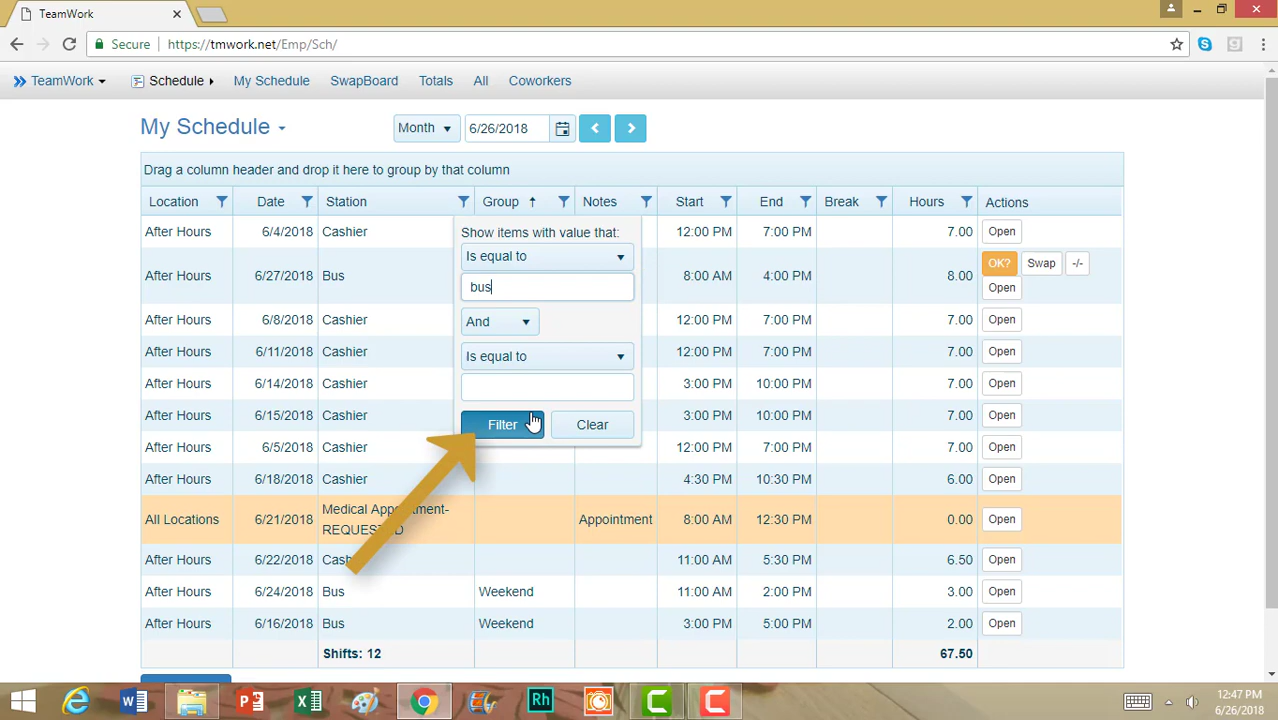 TeamWork
Secure https://tmwork.net/Emp/Sch/
TeamWork Schedule My Schedule SwapBoard Totals All Coworkers
My Schedule Month 6/26/2018
Drag a column header and drop it here to group by that column
Location Date Station Group Notes Start End Break Hours Actions
After Hours 6/4/2018 Cashier 12:00 PM 7:00 PM 7.00 Open
After Hours 6/27/2018 Bus 8:00 AM 4:00 PM 8.00 OK? Swap -/-
Open
After Hours 6/8/2018 Cashier 12:00 PM 7:00 PM 7.00 Open
After Hours 6/11/2018 Cashier 12:00 PM 7:00 PM 7.00 Open
After Hours 6/14/2018 Cashier 3:00 PM 10:00 PM 7.00 Open
After Hours 6/15/2018 Cashier 3:00 PM 10:00 PM 7.00 Open
After Hours 6/5/2018 Cashier 12:00 PM 7:00 PM 7.00 Open
After Hours 6/18/2018 Cashier 4:30 PM 10:30 PM 6.00 Open
All Locations 6/21/2018 Medical Appointment- Appointment 8:00 AM 12:30 PM 0.00 Open
After Hours 6/22/2018 11:00 AM 5:30 PM 6.50 Open
After Hours 6/24/2018 Bus Weekend 11:00 AM 2:00 PM 3.00 Open
After Hours 6/16/2018 Bus Weekend 3:00 PM 5:00 PM 2.00 Open
Shifts: 12 67.50
Show items with value that:
Is equal to
bus
And
Is equal to
Filter Clear
12:47 PM
6/26/2018